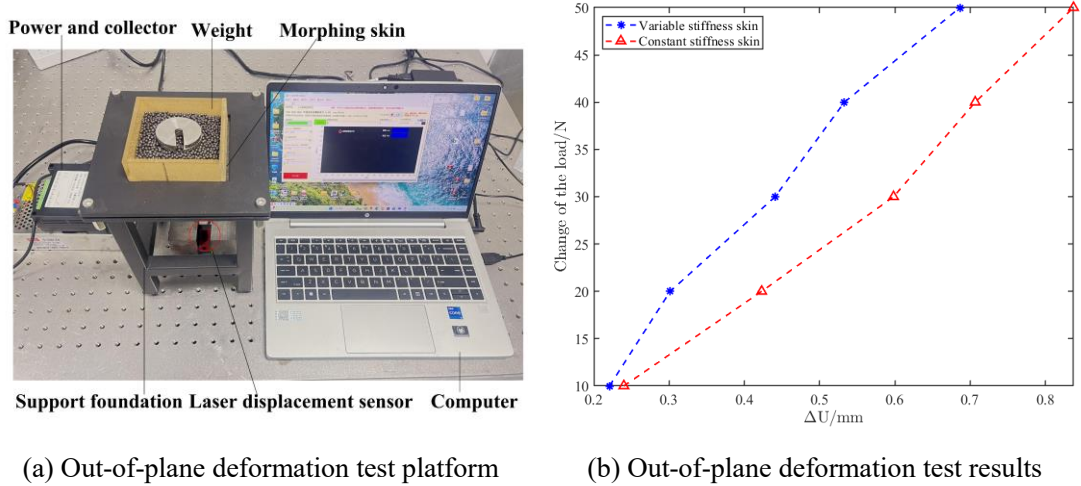 Power and collector Weight Morphing skin
Support foundation Laser displacement sensor Computer
50
45
40
35
30
25
20
15
10
Change of the load/N
Variable stiffness skin
Constant stiffness skin
0.2 0.3 0.4 0.5 0.6 0.7 0.8
ΔU/mm
(a) Out-of-plane deformation test platform
(b) Out-of-plane deformation test results